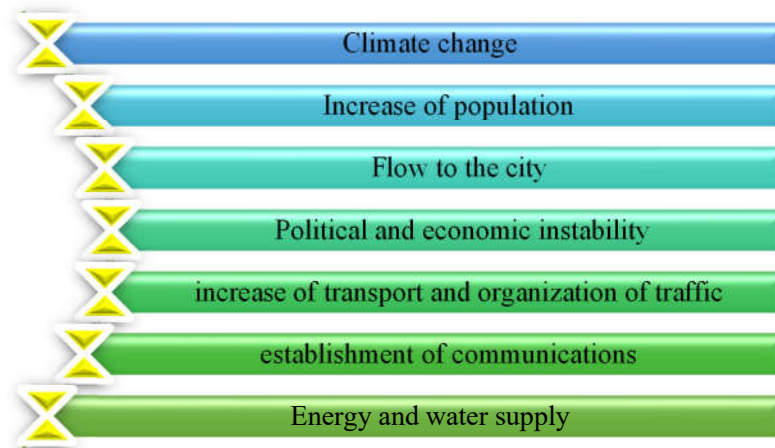 Climate change
Increase of population
Flow to the city
Political and economic instability
increase of transport and organization of traffic
establishment of communications
Energy and water supply